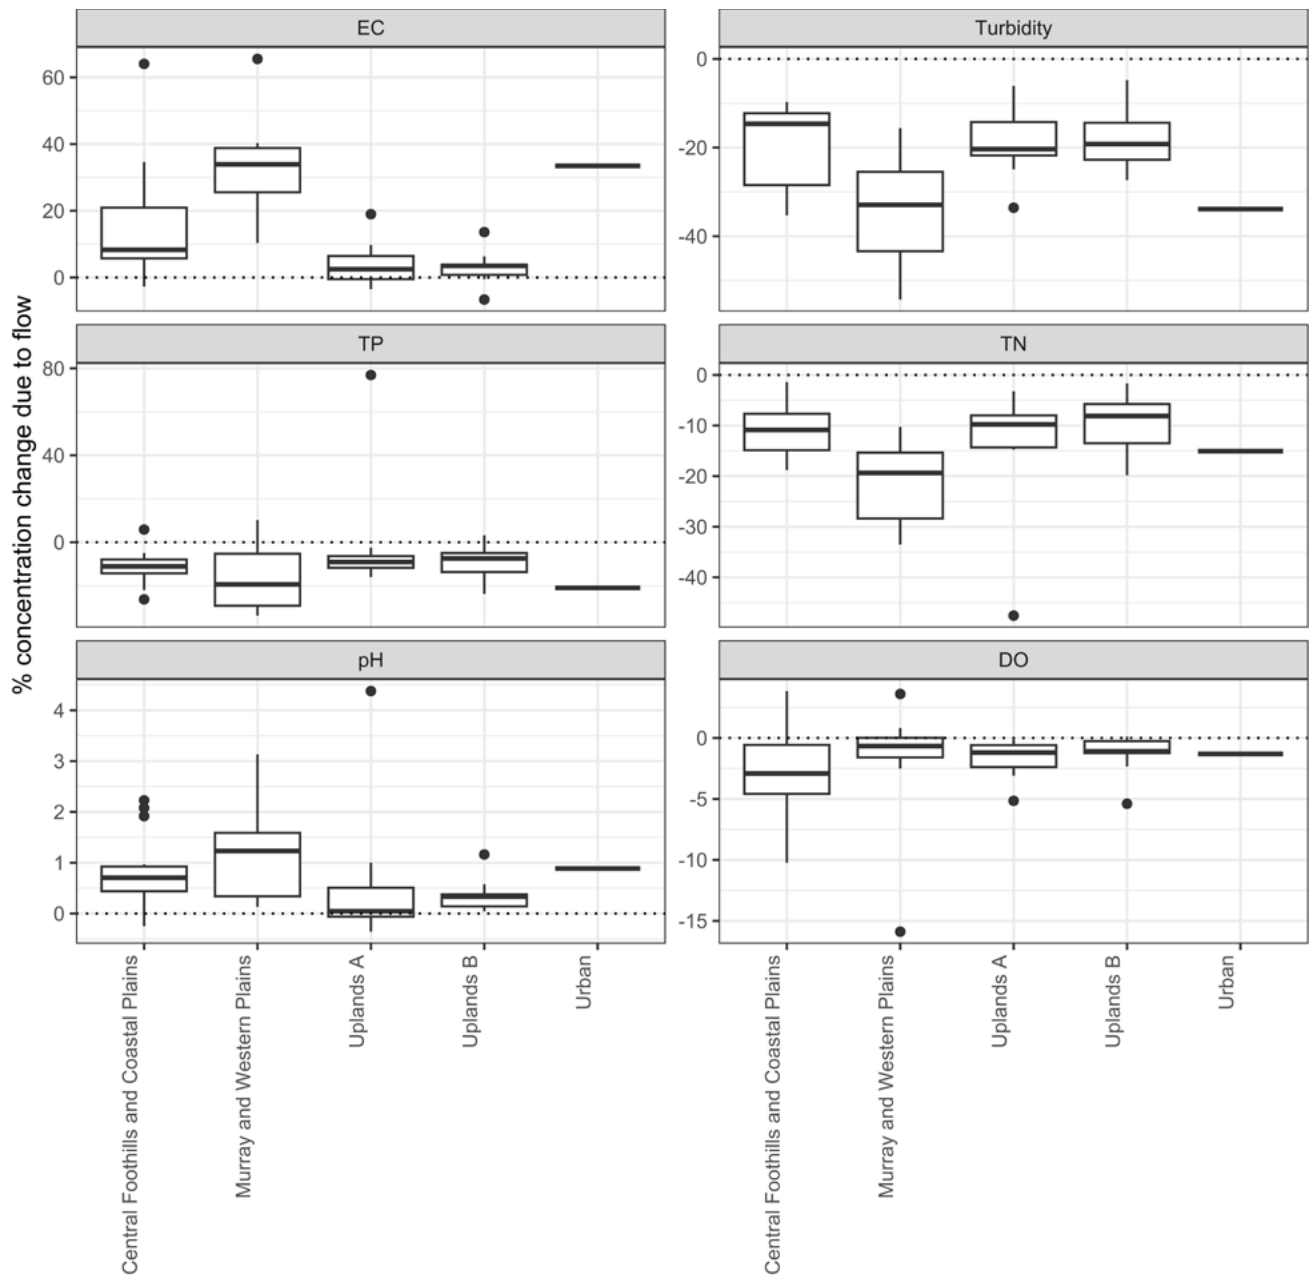 EC
Turbidity
60
40
20
0
0
-20
-40
TP
TN
80
40
0
0
-10
-20
-30
-40
pH
DO
4
3
2
1
0
0
-5
-10
-15
% concentration change due to flow
Central Foothills and Coastal Plains
Murray and Western Plains
Uplands A
Uplands B
Urban
Central Foothills and Coastal Plains
Murray and Western Plains
Uplands A
Uplands B
Urban